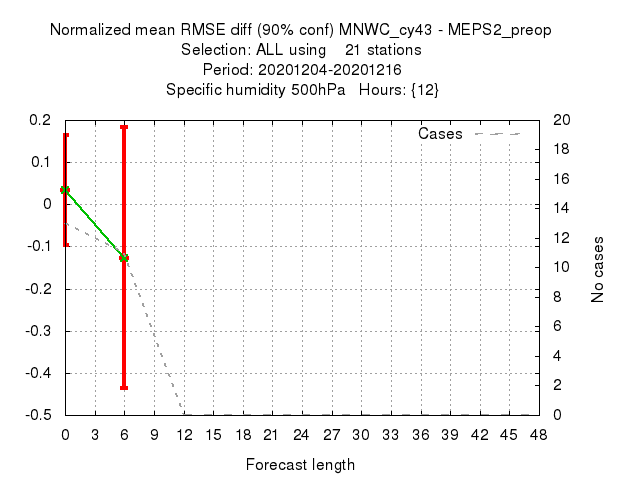 Normalized mean RMSE diff (90% conf) MNWC_cy43 - MEPS2_preop
Selection: ALL using 21 stations
Period: 20201204-20201216
Specific humidity 500hPa Hours: {12}
Cases
0.2
0.1
0
-0.1
-0.2
-0.3
-0.4
-0.5
20
18
16
14
12
10
8
6
4
2
0
No cases
0 3 6 9 12 15 18 21 24 27 30 33 36 39 42 45 48
Forecast length